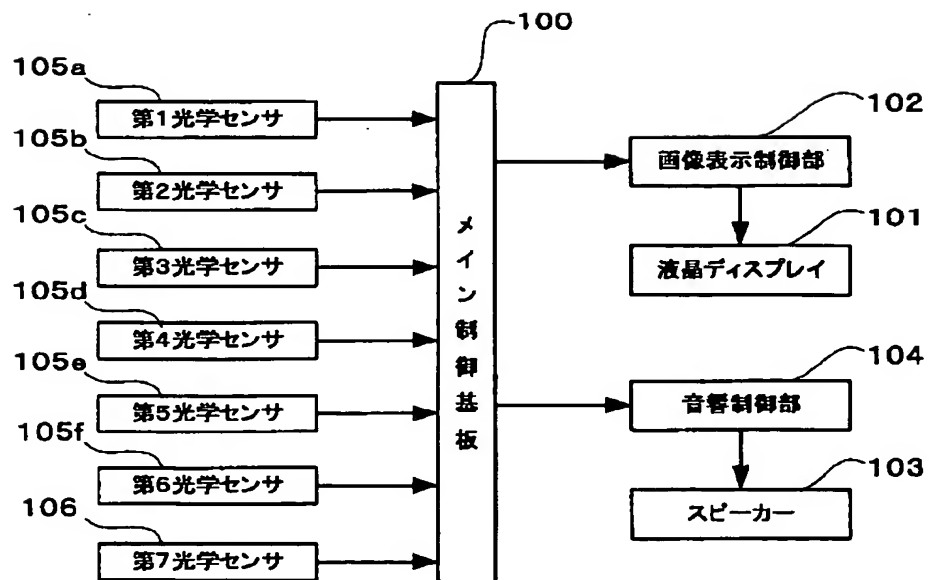 100
105a
第1光学センサ
105b
第2光学センサ
105c
第3光学センサ
105d
第4光学センサ
105e
第5光学センサ
105f
第6光学センサ
106
第7光学センサ
メイン制御基板
102
画像表示制御部
101
液晶ディスプレイ
104
音響制御部
103
スピーカー